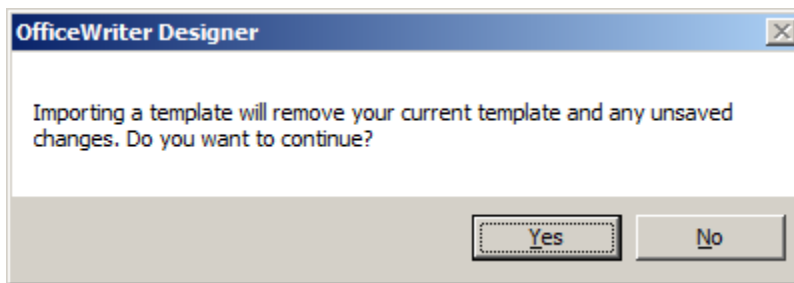 OfficeWriter Designer
Importing a template will remove your current template and any unsaved
changes. Do you want to continue?
Yes
No